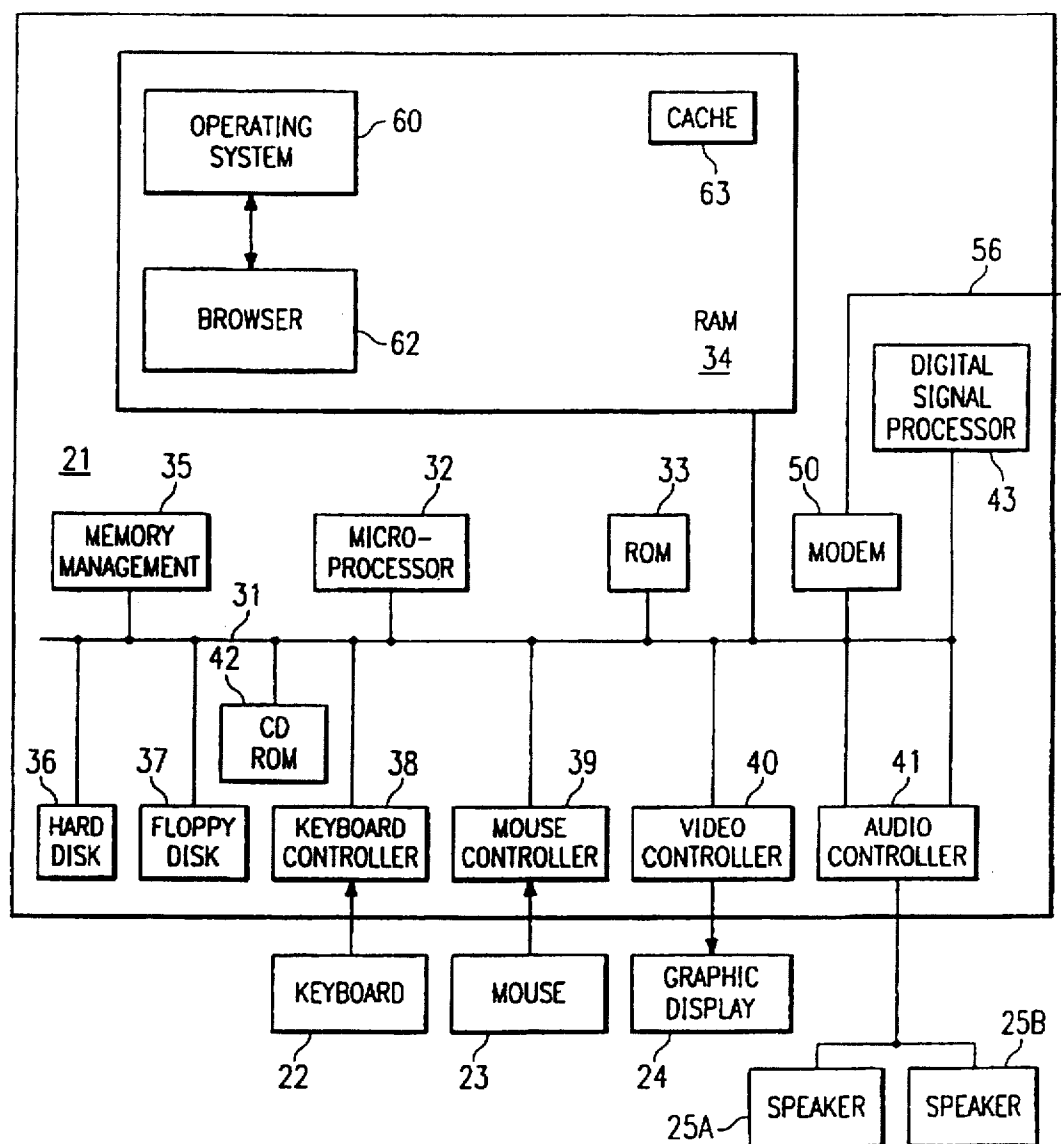 OPERATING
SYSTEM
60
CACHE
63
BROWSER
62
RAM
34
56
DIGITAL
SIGNAL
PROCESSOR
43
21
35
MEMORY
MANAGEMENT
32
MICRO-
PROCESSOR
33
ROM
50
MODEM
31
42
CD
ROM
36
HARD
DISK
37
FLOPPY
DISK
38
KEYBOARD
CONTROLLER
39
MOUSE
CONTROLLER
40
VIDEO
CONTROLLER
41
AUDIO
CONTROLLER
KEYBOARD
22
MOUSE
23
GRAPHIC
DISPLAY
24
25A
SPEAKER
25B
SPEAKER